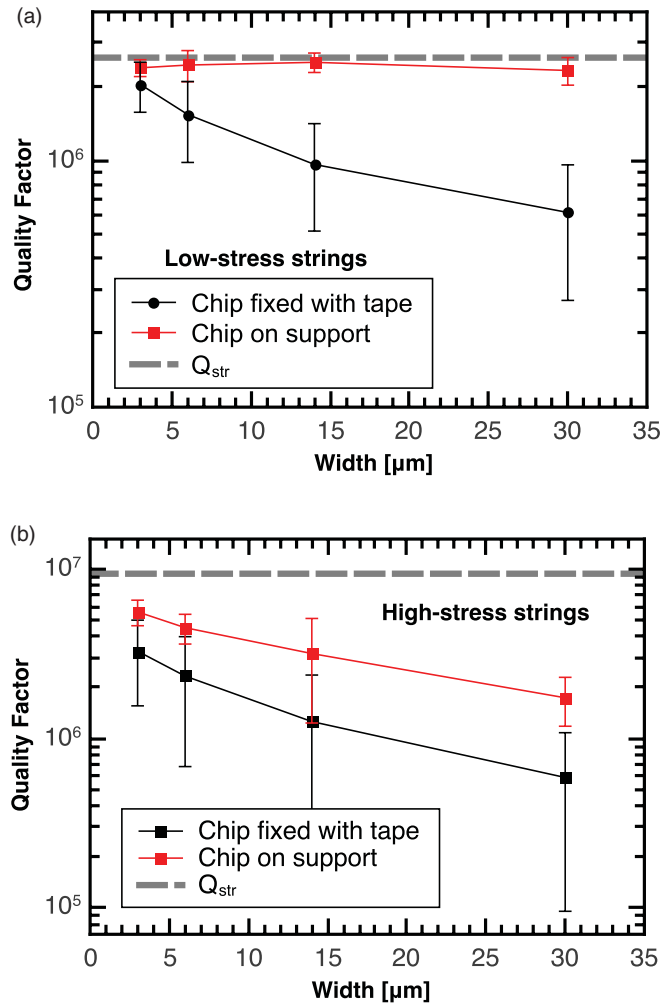 (a)
Quality Factor
10^6
10^5
Low-stress strings
Chip fixed with tape
Chip on support
Q_str
0 5 10 15 20 25 30 35
Width [µm]
(b)
Quality Factor
10^7
10^6
10^5
High-stress strings
Chip fixed with tape
Chip on support
Q_str
0 5 10 15 20 25 30 35
Width [µm]